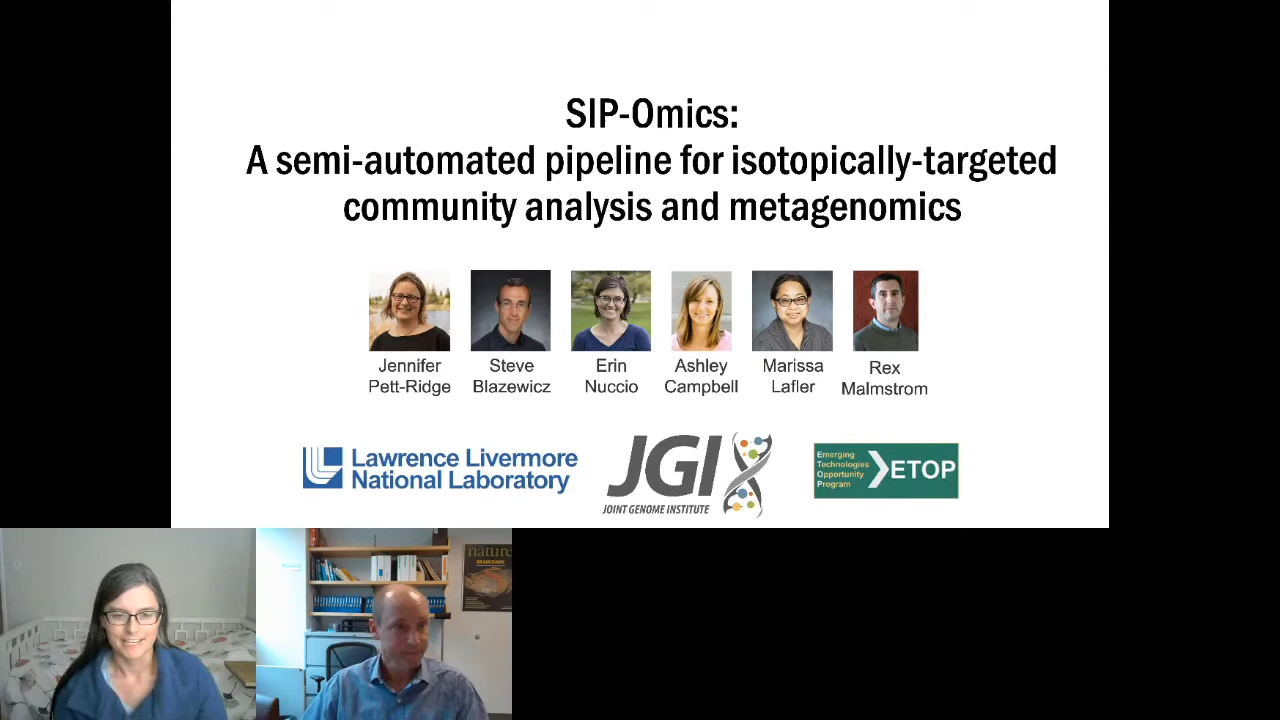 SIP-Omics:
A semi-automated pipeline for isotopically-targeted
community analysis and metagenomics
Jennifer
Pett-Ridge
Steve
Blazewicz
Erin
Nuccio
Ashley
Campbell
Marissa
Lafler
Rex
Malmstrom
Lawrence Livermore
National Laboratory
JGI
JOINT GENOME INSTITUTE
Emerging
Technologies
Opportunity
Program
ETOP
nature